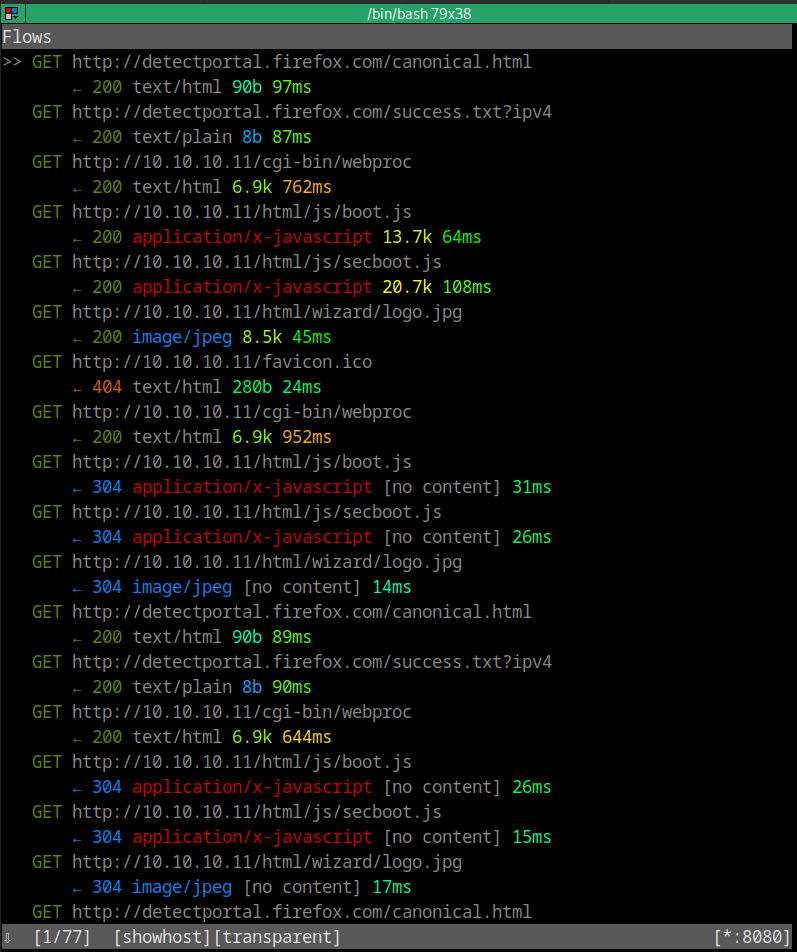 /bin/bash 79x38
Flows
>> GET http://detectportal.firefox.com/canonical.html
← 200 text/html 90b 97ms
GET http://detectportal.firefox.com/success.txt?ipv4
← 200 text/plain 8b 87ms
GET http://10.10.10.11/cgi-bin/webproc
← 200 text/html 6.9k 762ms
GET http://10.10.10.11/html/js/boot.js
← 200 application/x-javascript 13.7k 64ms
GET http://10.10.10.11/html/js/secboot.js
← 200 application/x-javascript 20.7k 108ms
GET http://10.10.10.11/html/wizard/logo.jpg
← 200 image/jpeg 8.5k 45ms
GET http://10.10.10.11/favicon.ico
← 404 text/html 280b 24ms
GET http://10.10.10.11/cgi-bin/webproc
← 200 text/html 6.9k 952ms
GET http://10.10.10.11/html/js/boot.js
← 304 application/x-javascript [no content] 31ms
GET http://10.10.10.11/html/js/secboot.js
← 304 application/x-javascript [no content] 26ms
GET http://10.10.10.11/html/wizard/logo.jpg
← 304 image/jpeg [no content] 14ms
GET http://detectportal.firefox.com/canonical.html
← 200 text/html 90b 89ms
GET http://detectportal.firefox.com/success.txt?ipv4
← 200 text/plain 8b 90ms
GET http://10.10.10.11/cgi-bin/webproc
← 200 text/html 6.9k 644ms
GET http://10.10.10.11/html/js/boot.js
← 304 application/x-javascript [no content] 26ms
GET http://10.10.10.11/html/js/secboot.js
← 304 application/x-javascript [no content] 15ms
GET http://10.10.10.11/html/wizard/logo.jpg
← 304 image/jpeg [no content] 17ms
GET http://detectportal.firefox.com/canonical.html
⇩ [1/77] [showhost][transparent] [*:8080]